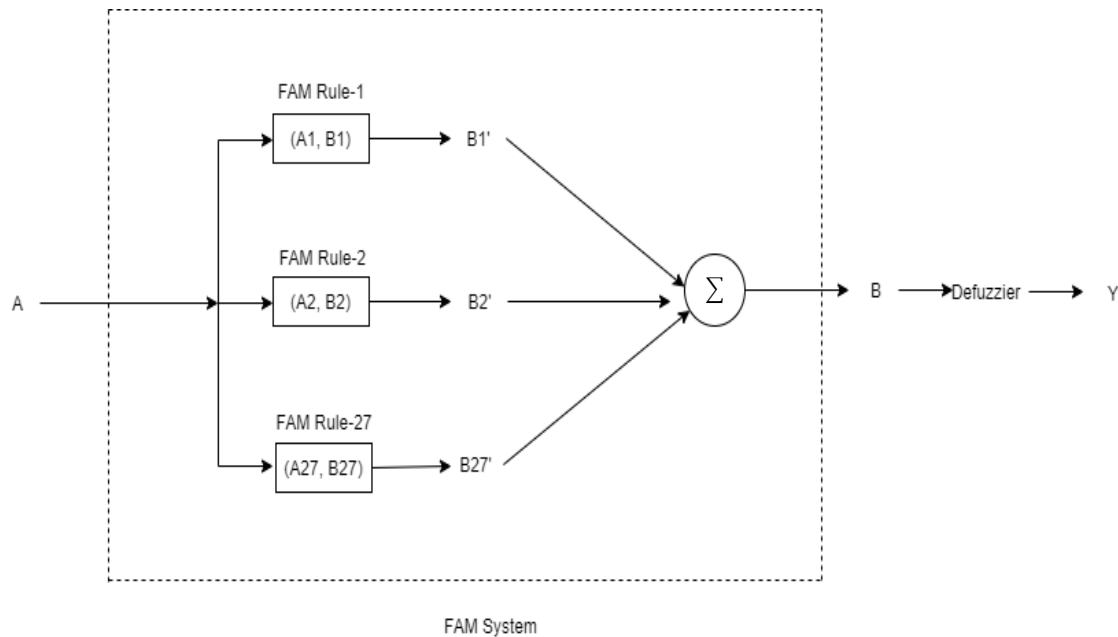 FAM Rule-1
(A1, B1)
B1'
FAM Rule-2
A
(A2, B2)
B2'
∑
B
Defuzzier
Y
FAM Rule-27
(A27, B27)
B27'
FAM System